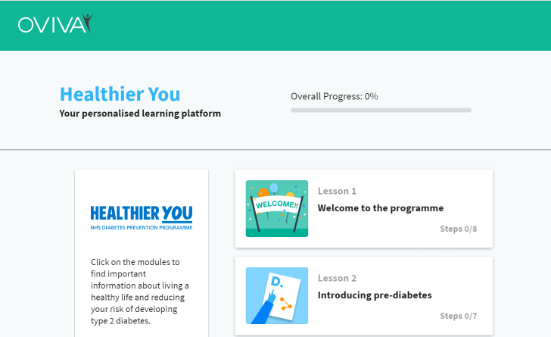 OVIVA
Healthier You
Your personalised learning platform
Overall Progress: 0%
HEALTHIER YOU
NHS DIABETES PREVENTION PROGRAMME
Click on the modules to
find important
information about living a
healthy life and reducing
your risk of developing
type 2 diabetes.
WELCOME!!
Lesson 1
Welcome to the programme
Steps 0/8
D.
Lesson 2
Introducing pre-diabetes
Steps 0/7